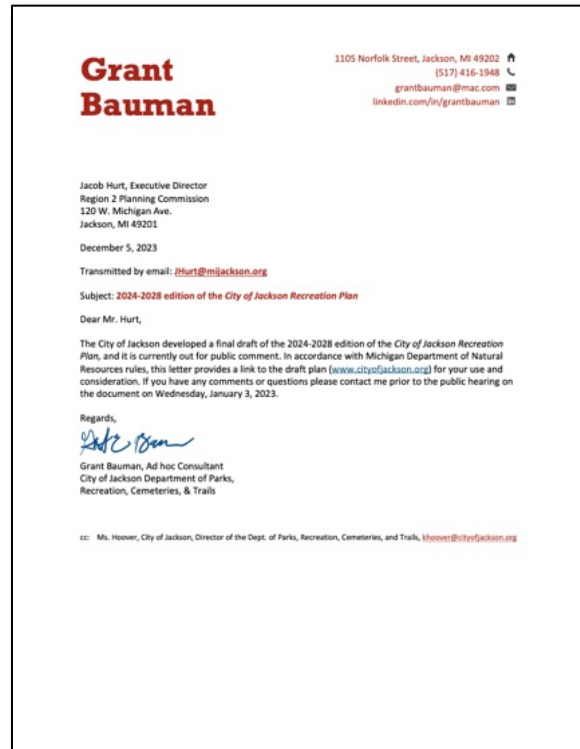 Grant
Bauman
1105 Norfolk Street, Jackson, MI 49202
(517) 416-1948
grantbauman@mac.com
linkedin.com/in/grantbauman
Jacob Hurt, Executive Director
Region 2 Planning Commission
120 W. Michigan Ave.
Jackson, MI 49201
December 5, 2023
Transmitted by email: JHurt@mijackson.org
Subject: 2024-2028 edition of the City of Jackson Recreation Plan
Dear Mr. Hurt,
The City of Jackson developed a final draft of the 2024-2028 edition of the City of Jackson Recreation
Plan, and it is currently out for public comment. In accordance with Michigan Department of Natural
Resources rules, this letter provides a link to the draft plan (www.cityofjackson.org) for your use and
consideration. If you have any comments or questions please contact me prior to the public hearing on
the document on Wednesday, January 3, 2023.
Regards,
Grant Bauman, Ad hoc Consultant
City of Jackson Department of Parks,
Recreation, Cemeteries, & Trails
cc: Ms. Hoover, City of Jackson, Director of the Dept. of Parks, Recreation, Cemeteries, and Trails, khoover@cityofjackson.org